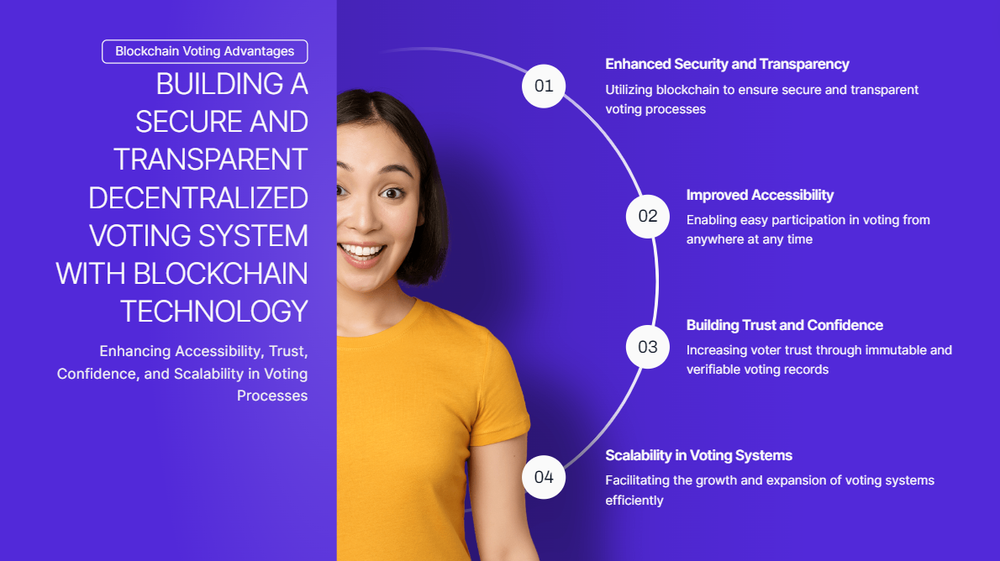 Blockchain Voting Advantages
BUILDING A
SECURE AND
TRANSPARENT
DECENTRALIZED
VOTING SYSTEM
WITH BLOCKCHAIN
TECHNOLOGY
Enhancing Accessibility, Trust,
Confidence, and Scalability in Voting
Processes
01
Enhanced Security and Transparency
Utilizing blockchain to ensure secure and transparent
voting processes
02
Improved Accessibility
Enabling easy participation in voting from
anywhere at any time
03
Building Trust and Confidence
Increasing voter trust through immutable and
verifiable voting records
04
Scalability in Voting Systems
Facilitating the growth and expansion of voting systems
efficiently